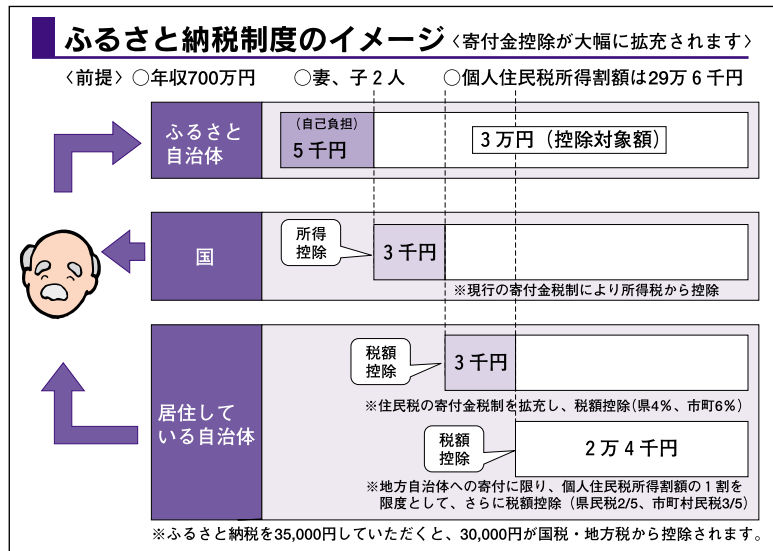 ふるさと納税制度のイメージ〈寄付金控除が大幅に拡充されます〉
〈前提〉○年収700万円 ○妻、子2人 ○個人住民税所得割額は29万6千円
ふるさと
自治体
(自己負担)
5千円
3万円(控除対象額)
国
所得
控除
3千円
※現行の寄付金税制により所得税から控除
居住して
いる自治体
税額
控除
3千円
※住民税の寄付金税制を拡充し、税額控除(県4%、市町6%)
税額
控除
2万4千円
※地方自治体への寄付に限り、個人住民税所得割額の1割を
限度として、さらに税額控除(県民税2/5、市町村民税3/5)
※ふるさと納税を35,000円していただくと、30,000円が国税・地方税から控除されます。